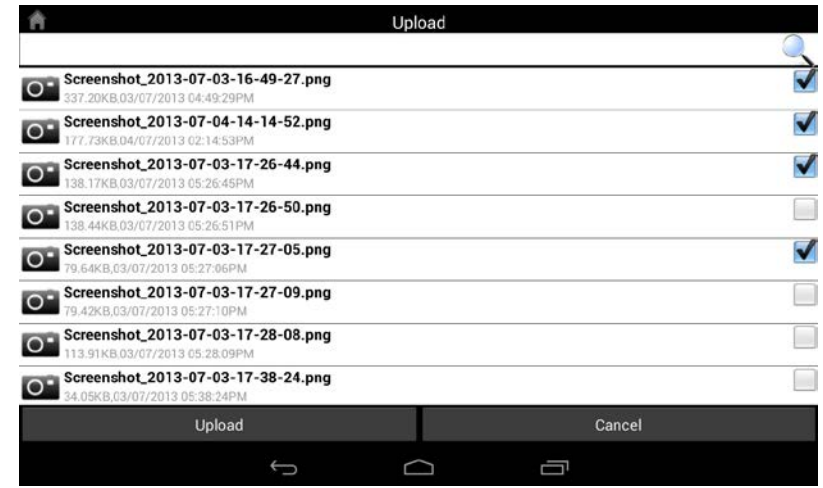 Upload
Screenshot_2013-07-03-16-49-27.png
337.20KB,03/07/2013 04:49:29PM
Screenshot_2013-07-04-14-14-52.png
177.73KB,04/07/2013 02:14:53PM
Screenshot_2013-07-03-17-26-44.png
138.17KB,03/07/2013 05:26:45PM
Screenshot_2013-07-03-17-26-50.png
138.44KB,03/07/2013 05:26:51PM
Screenshot_2013-07-03-17-27-05.png
79.64KB,03/07/2013 05:27:06PM
Screenshot_2013-07-03-17-27-09.png
79.42KB,03/07/2013 05:27:10PM
Screenshot_2013-07-03-17-28-08.png
113.91KB,03/07/2013 05:28:09PM
Screenshot_2013-07-03-17-38-24.png
34.05KB,03/07/2013 05:38:24PM
Upload Cancel